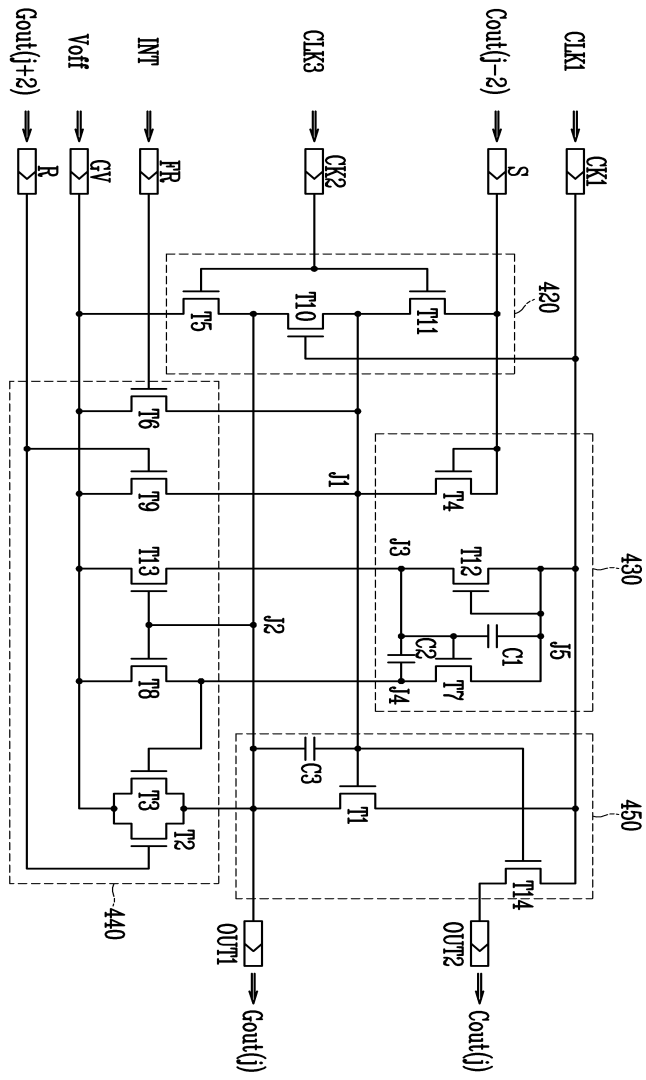 CLK1
CK1
Cout(j-2)
S
CLK3
CK2
INT
FR
Voff
GV
Gout(j+2)
R
420
T11
T10
T5
T6
430
T4
J1
T9
T12
J3
T13
J5
C1
C2
T7
J4
J2
T8
450
T14
T1
C3
T3
T2
440
OUT2
Cout(j)
OUT1
Gout(j)